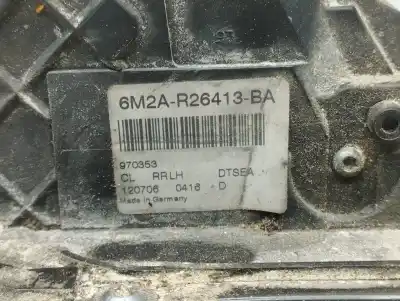 6M2A-R26413-BA
970353
CL RRLH DTSEA
120706 0416 D
Made in Germany